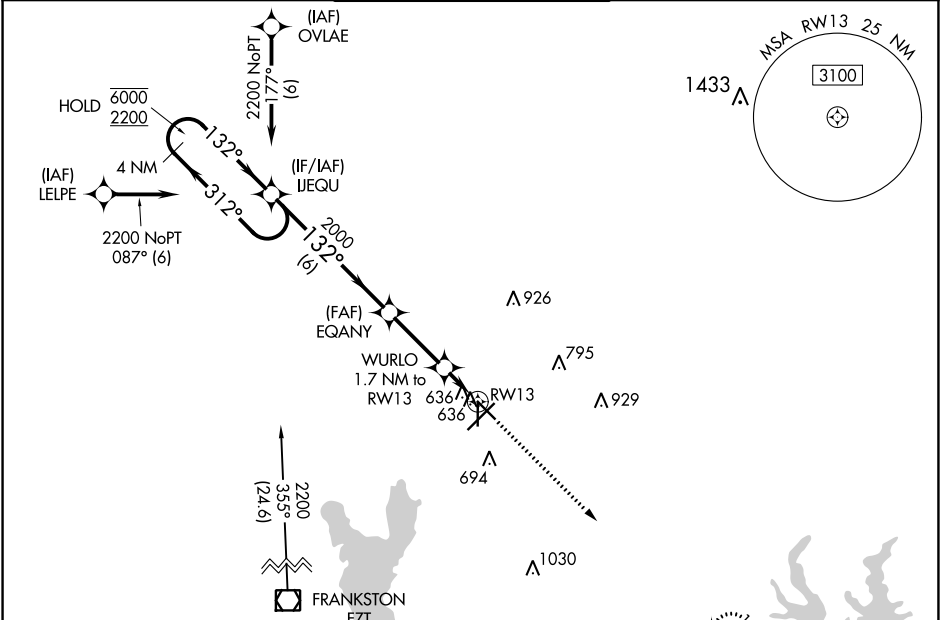 (IAF)
OVLAE
2200 NoPT
177°
(6)
MSA RW13 25 NM
3100
1433
HOLD
6000
2200
4 NM
132°
312°
(IAF)
LELPE
(IF/IAF)
IJEQU
2200 NoPT
087° (6)
2000
132°
(6)
(FAF)
EQANY
926
WURLO
1.7 NM to
RW13
795
636
636
RW13
929
694
2200
355°
(24.6)
1030
FRANKSTON